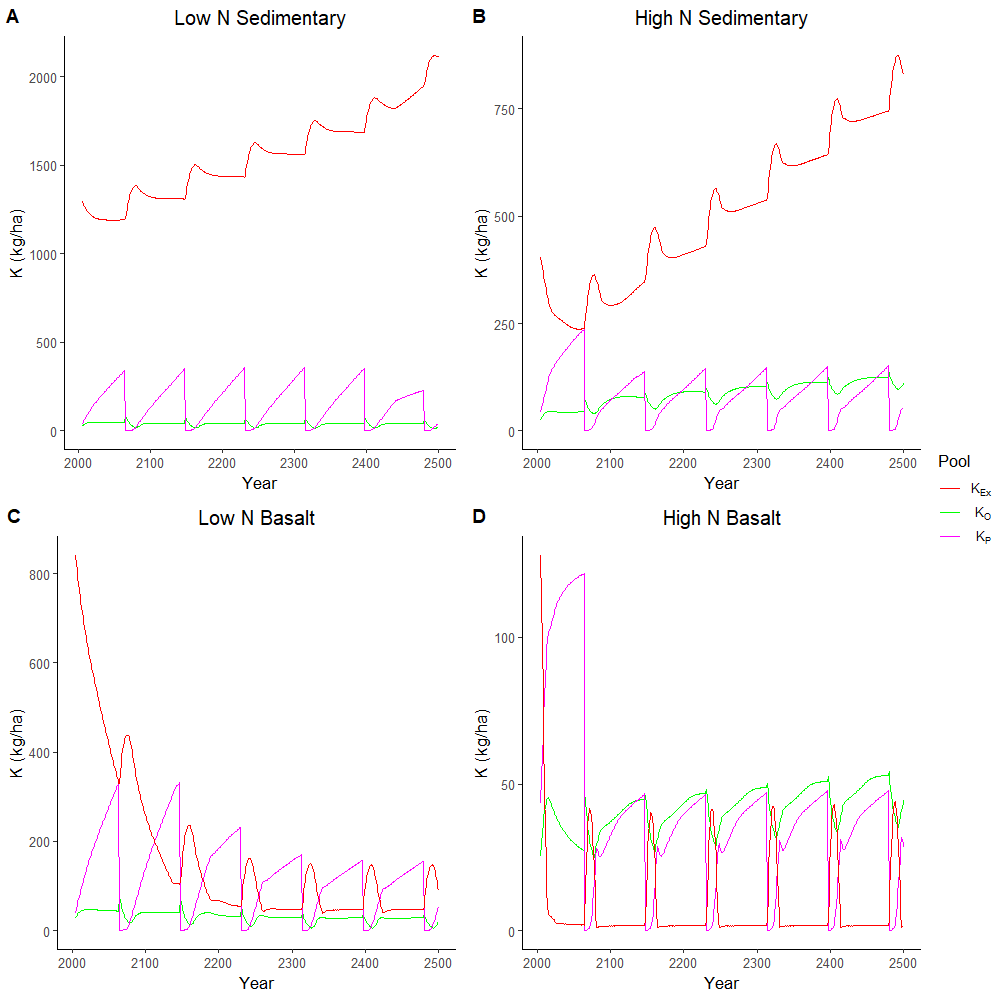 A
Low N Sedimentary
K (kg/ha)
2000
1500
1000
500
0
2000 2100 2200 2300 2400 2500
Year
B
High N Sedimentary
K (kg/ha)
750
500
250
0
2000 2100 2200 2300 2400 2500
Year
Pool
K_Ex
K_O
K_P
C
Low N Basalt
K (kg/ha)
800
600
400
200
0
2000 2100 2200 2300 2400 2500
Year
D
High N Basalt
K (kg/ha)
100
50
0
2000 2100 2200 2300 2400 2500
Year